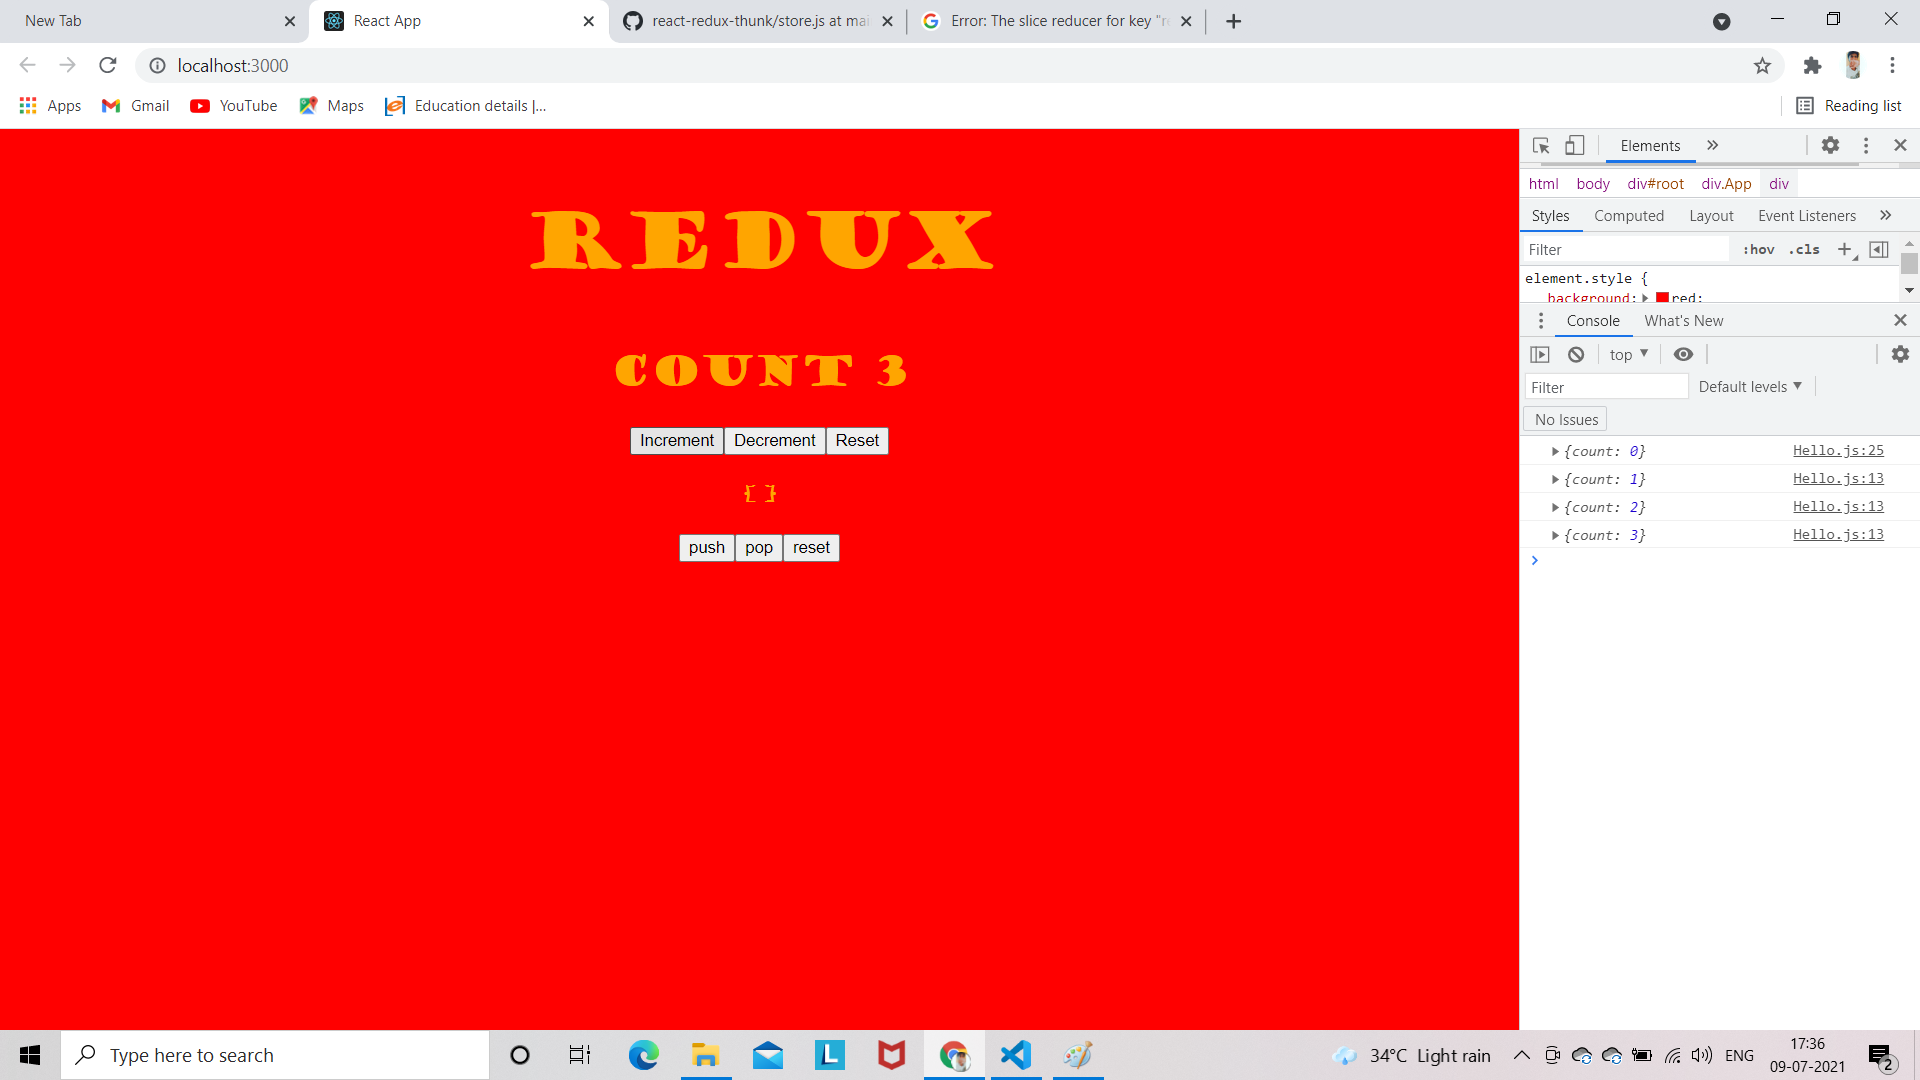 New Tab
React App
react-redux-thunk/store.js at mai
Error: The slice reducer for key "re
localhost:3000
Apps
Gmail
YouTube
Maps
Education details |...
Reading list
REDUX
COUNT 3
Increment
Decrement
Reset
[ ]
push
pop
reset
Elements
html body div#root div.App div
Styles Computed Layout Event Listeners
Filter
:hov .cls
element.style {
background: red;
Console
What's New
top
Filter
Default levels
No Issues
{count: 0} Hello.js:25
{count: 1} Hello.js:13
{count: 2} Hello.js:13
{count: 3} Hello.js:13
Type here to search
34°C Light rain
ENG
17:36
09-07-2021
2